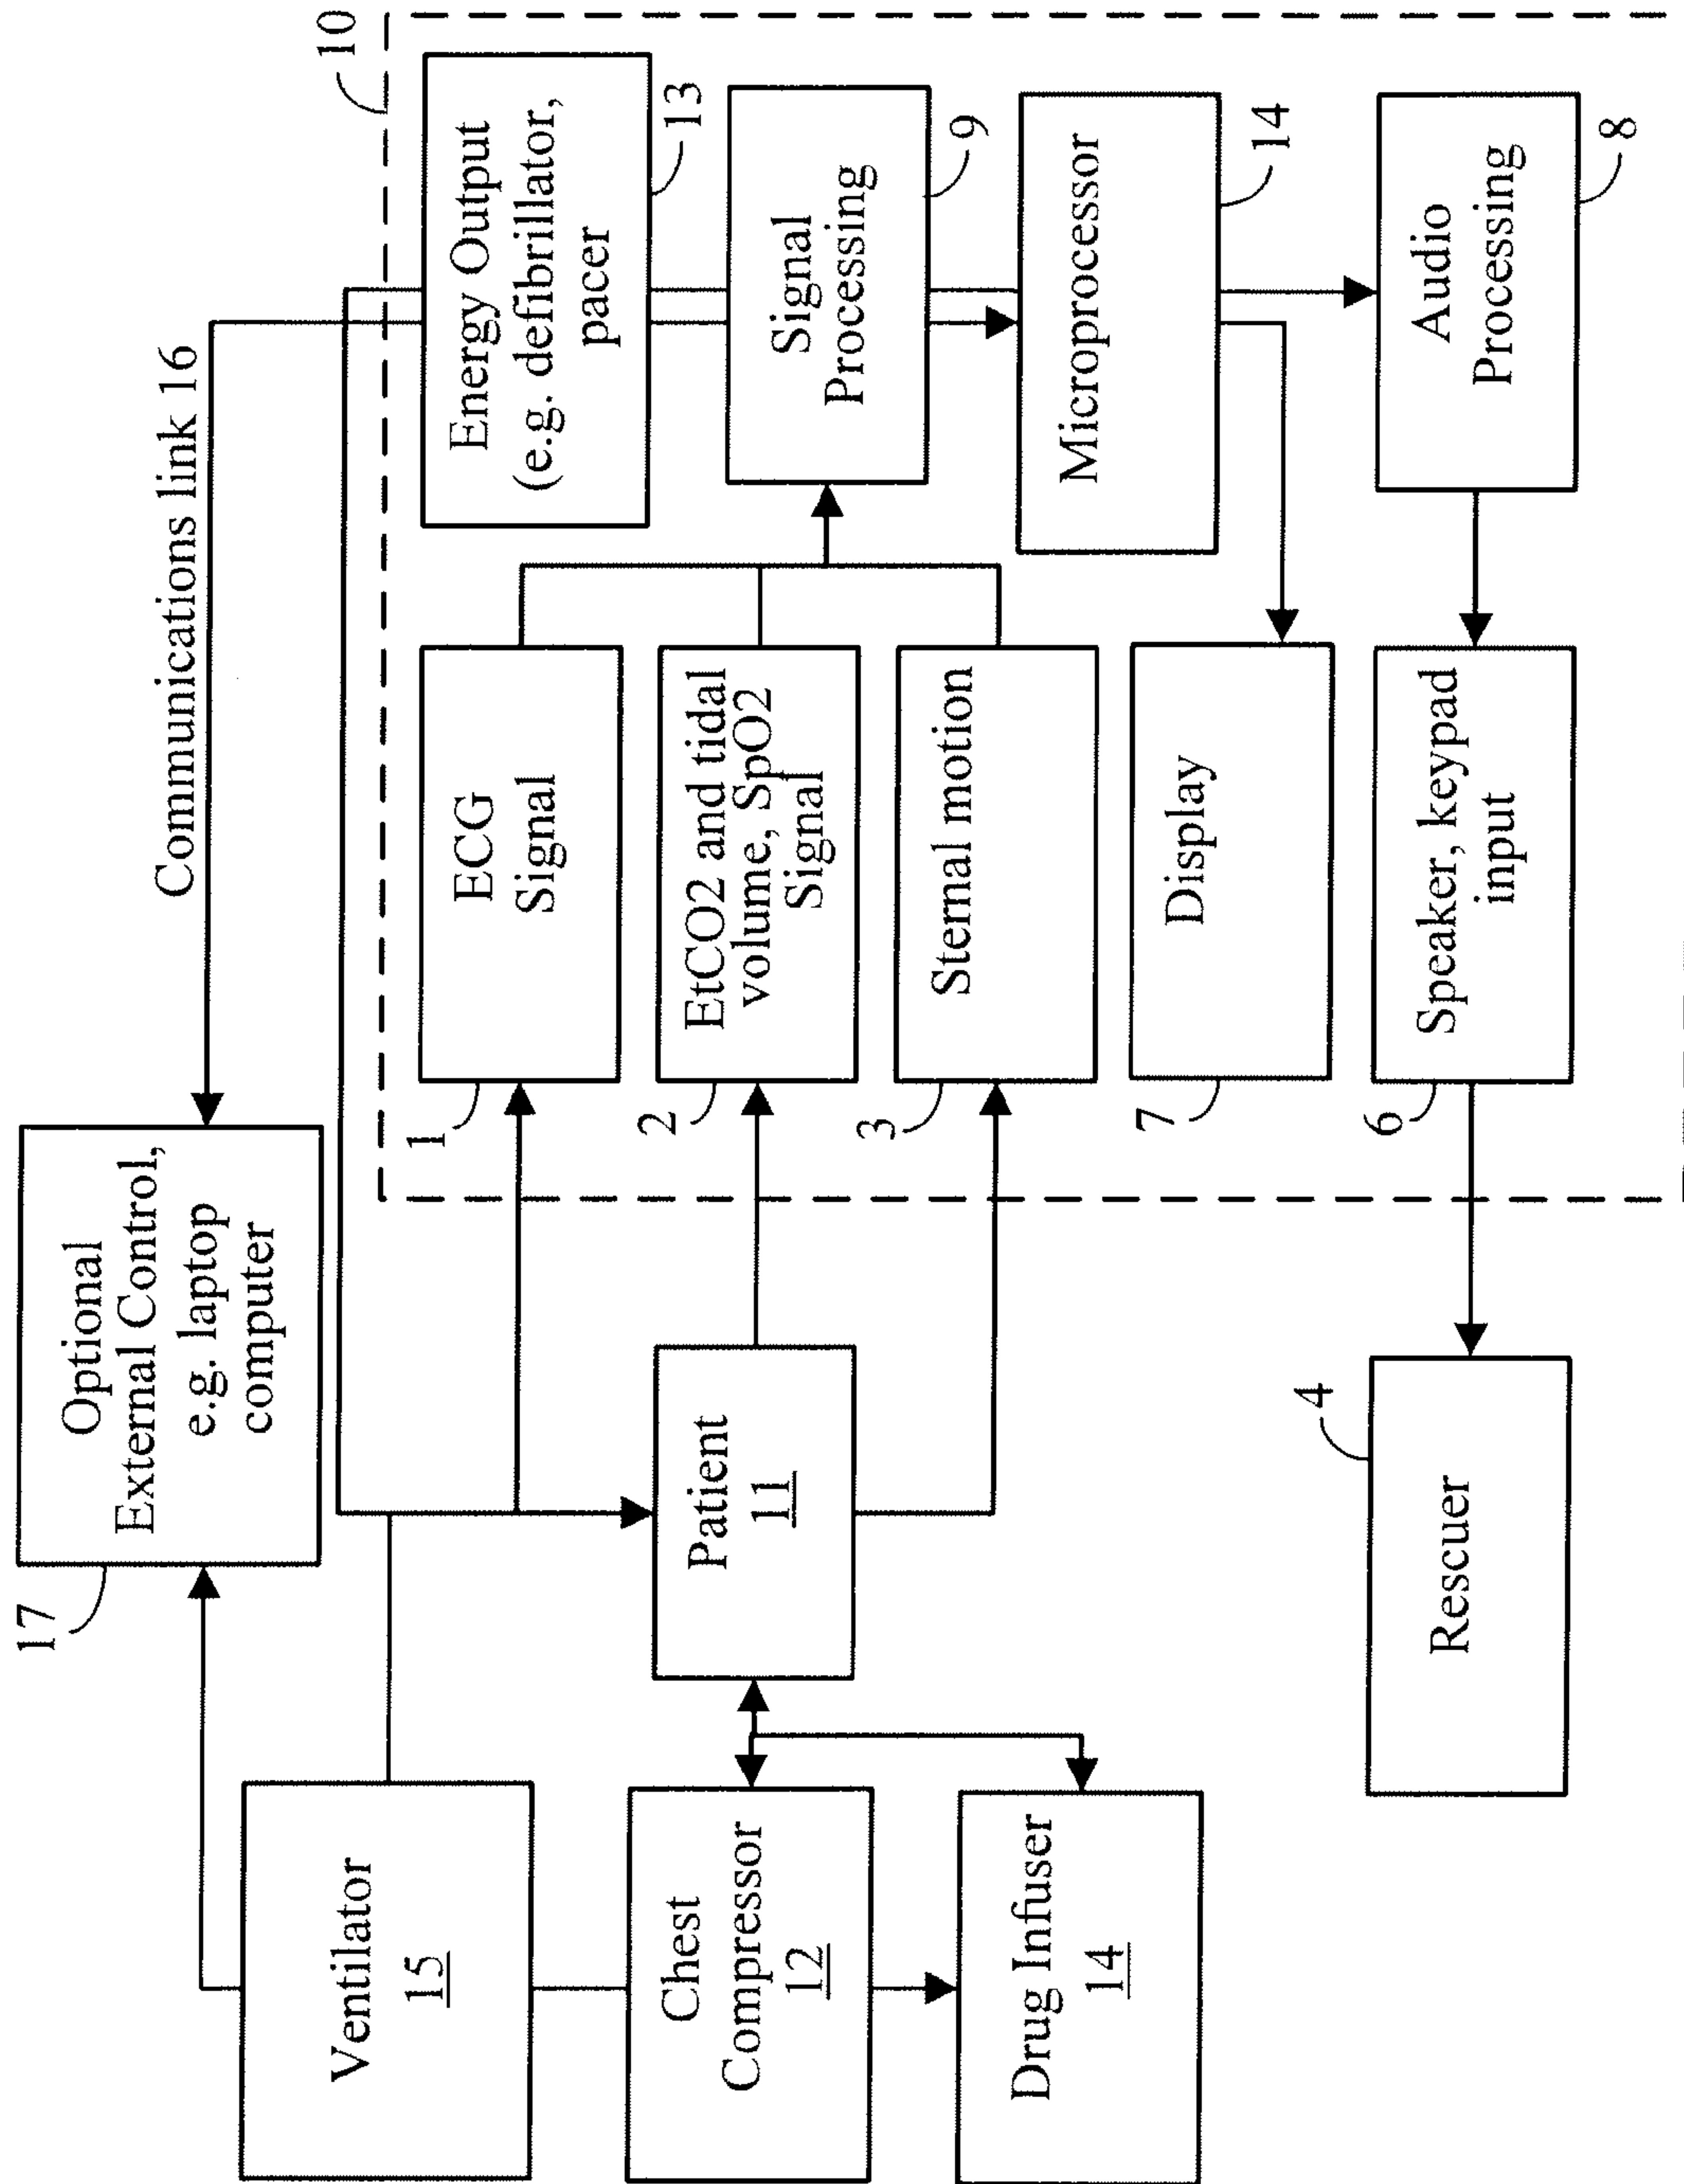 17
Optional
External Control,
e.g. laptop
computer
Communications link 16
10
Ventilator
15
1
ECG
Signal
Energy Output
(e.g. defibrillator,
pacer
13
Chest
Compressor
12
Patient
11
2
EtCO2 and tidal
volume, SpO2
Signal
Signal
Processing
9
Drug Infuser
14
3
Sternal motion
Microprocessor
14
7
Display
4
Rescuer
6
Speaker, keypad
input
Audio
Processing
8